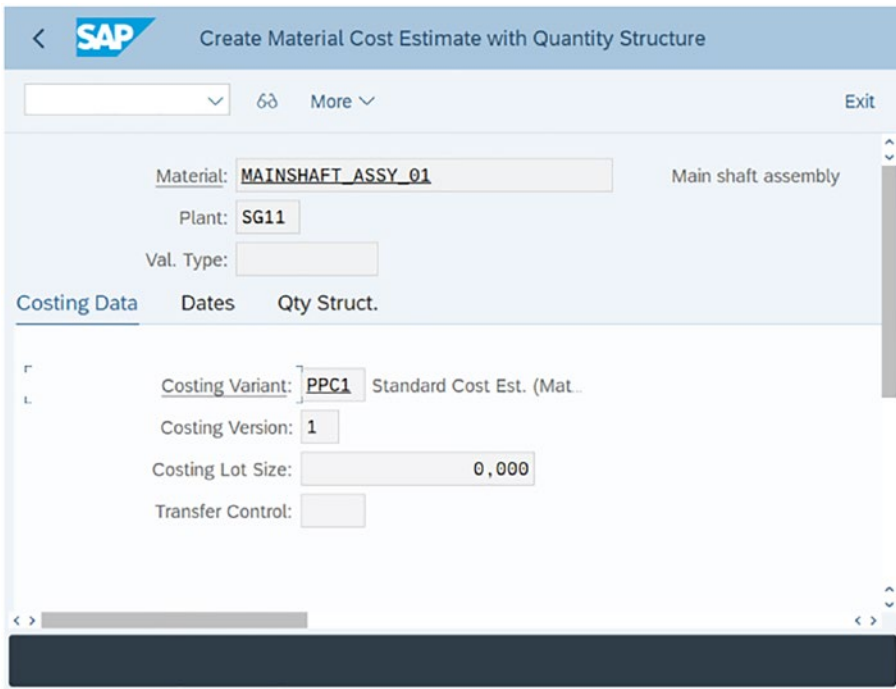 SAP Create Material Cost Estimate with Quantity Structure
More Exit
Material: MAINSHAFT_ASSY_01 Main shaft assembly
Plant: SG11
Val. Type:
Costing Data Dates Qty Struct.
Costing Variant: PPC1 Standard Cost Est. (Mat...
Costing Version: 1
Costing Lot Size: 0,000
Transfer Control: